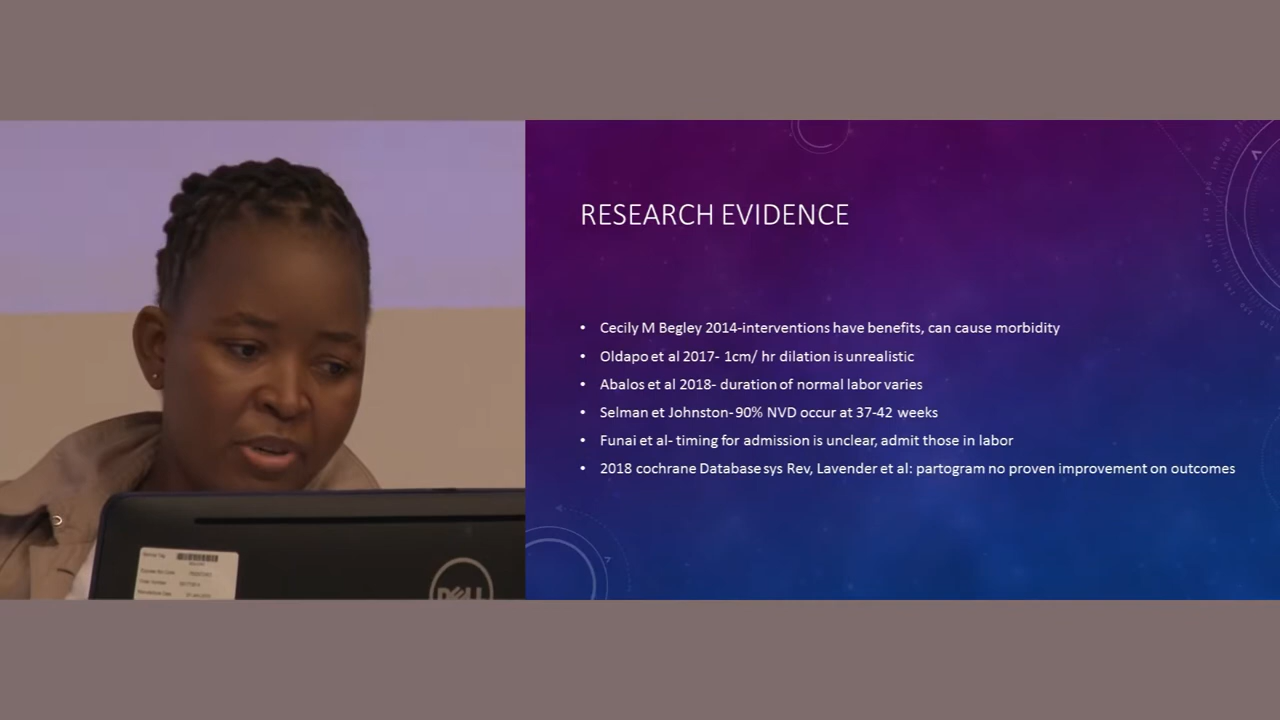 RESEARCH EVIDENCE
• Cecily M Begley 2014-interventions have benefits, can cause morbidity
• Oldapo et al 2017- 1cm/ hr dilation is unrealistic
• Abalos et al 2018- duration of normal labor varies
• Selman et Johnston- 90% NVD occur at 37-42 weeks
• Funai et al- timing for admission is unclear, admit those in labor
• 2018 cochrane Database sys Rev, Lavender et al: partogram no proven improvement on outcomes
DELL